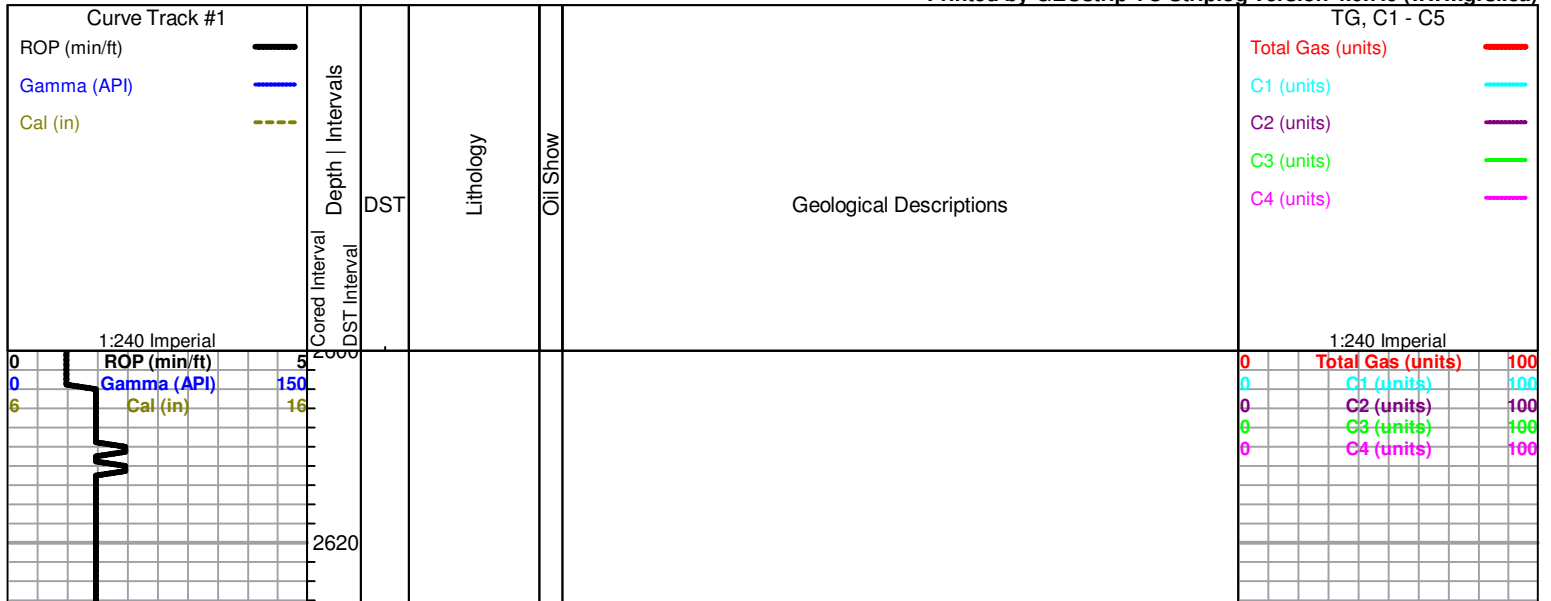 Curve Track #1
ROP (min/ft)
Gamma (API)
Cal (in)
1:240 Imperial
Depth | Intervals
Cored Interval
DST Interval
DST
Lithology
Oil Show
Geological Descriptions
TG, C1 - C5
Total Gas (units)
C1 (units)
C2 (units)
C3 (units)
C4 (units)
1:240 Imperial
0 ROP (min/ft) 5
0 Gamma (API) 150
6 Cal (in) 16
2600
2620
0 Total Gas (units) 100
0 C1 (units) 100
0 C2 (units) 100
0 C3 (units) 100
0 C4 (units) 100